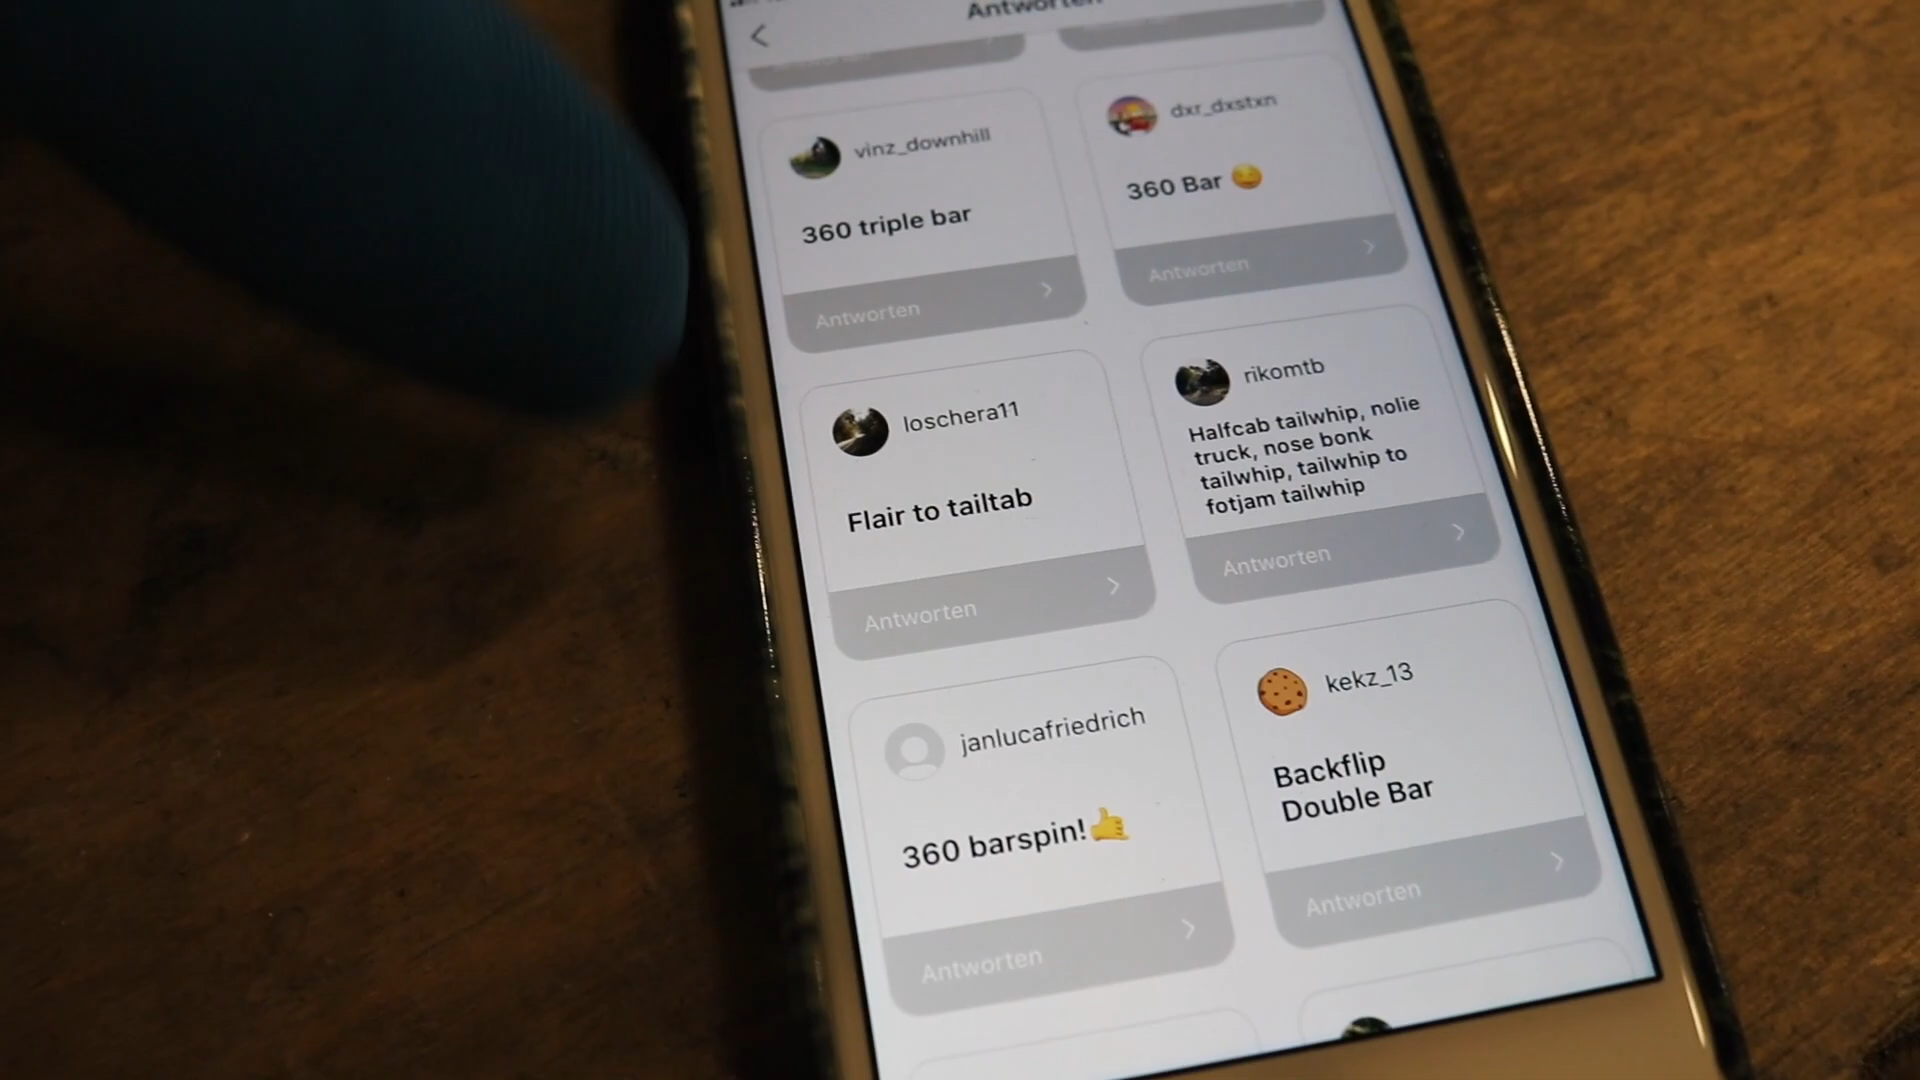 Antworten
vinz_downhill
360 triple bar
Antworten
dxr_dxstxn
360 Bar
Antworten
loschera11
Flair to tailtab
Antworten
rikomtb
Halfcab tailwhip, nolie
truck, nose bonk
tailwhip, tailwhip to
fotjam tailwhip
Antworten
janlucafriedrich
360 barspin!🤙
Antworten
kekz_13
Backflip
Double Bar
Antworten